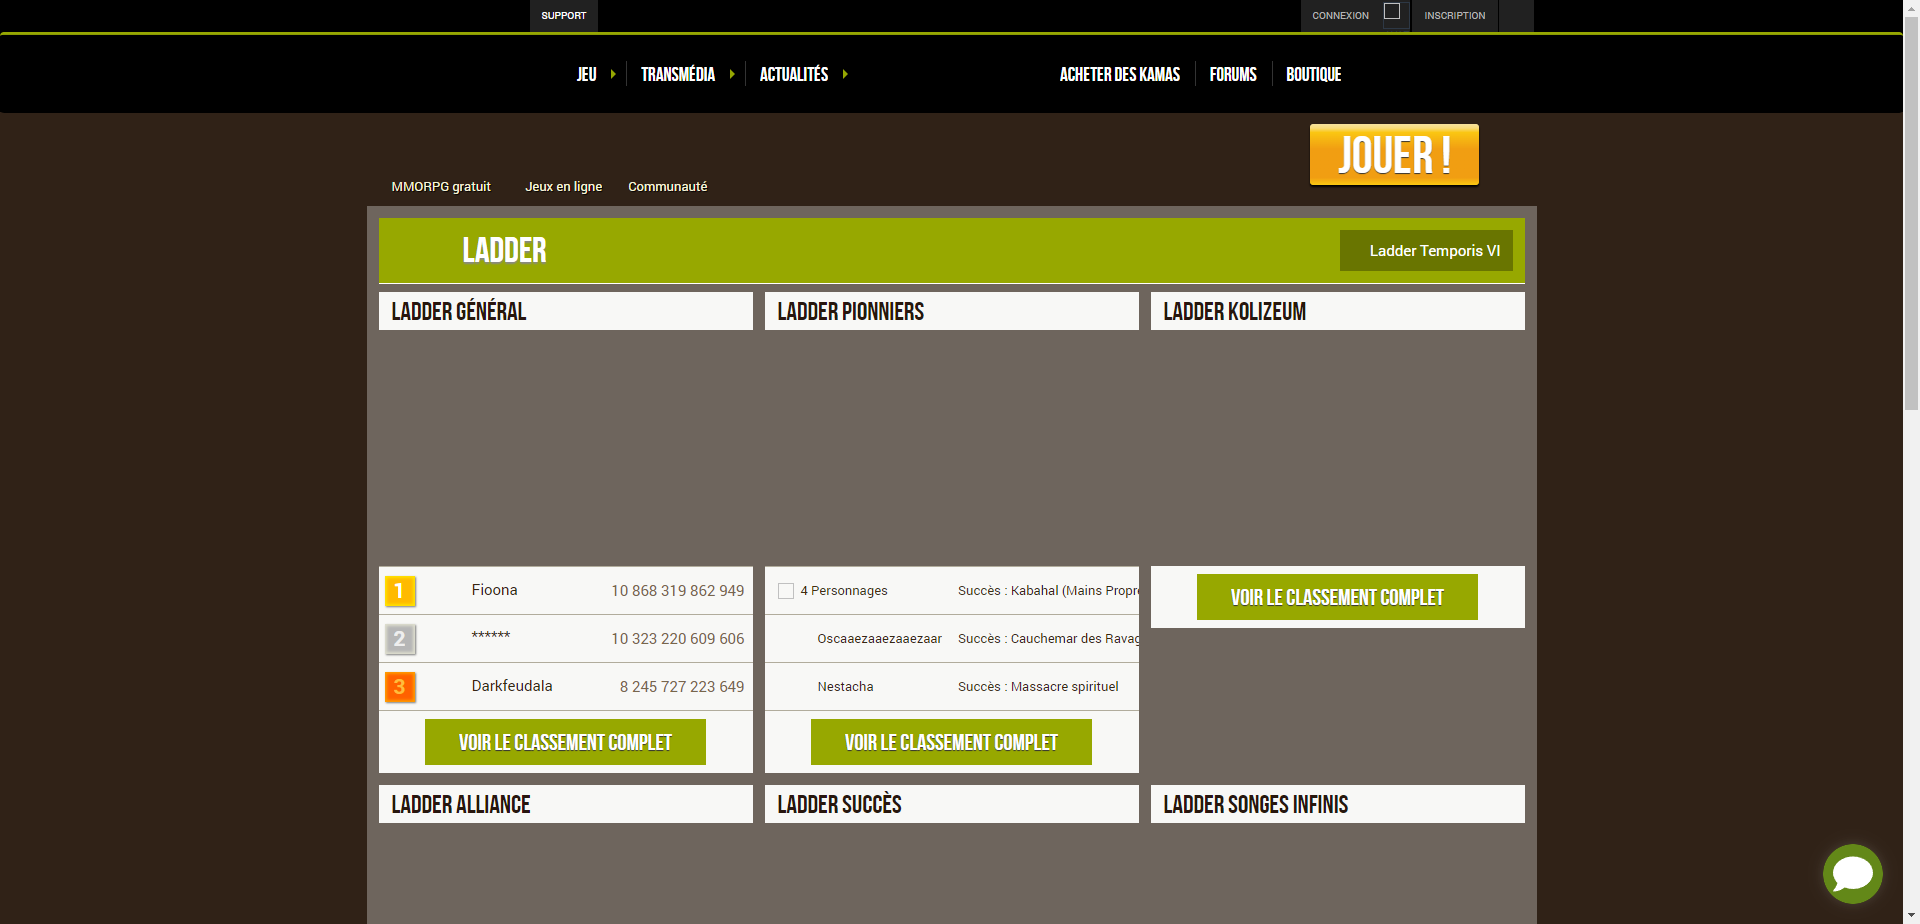 SUPPORT
CONNEXION
INSCRIPTION
JEU
TRANSMÉDIA
ACTUALITÉS
ACHETER DES KAMAS
FORUMS
BOUTIQUE
JOUER !
MMORPG gratuit
Jeux en ligne
Communauté
LADDER
Ladder Temporis VI
LADDER GÉNÉRAL
LADDER PIONNIERS
LADDER KOLIZEUM
1 Fioona 10 868 319 862 949
2 ****** 10 323 220 609 606
3 Darkfeudala 8 245 727 223 649
VOIR LE CLASSEMENT COMPLET
4 Personnages Succès : Kabahal (Mains Propre
Oscaaezaaezaaezaar Succès : Cauchemar des Ravag
Nestacha Succès : Massacre spirituel
VOIR LE CLASSEMENT COMPLET
VOIR LE CLASSEMENT COMPLET
LADDER ALLIANCE
LADDER SUCCÈS
LADDER SONGES INFINIS